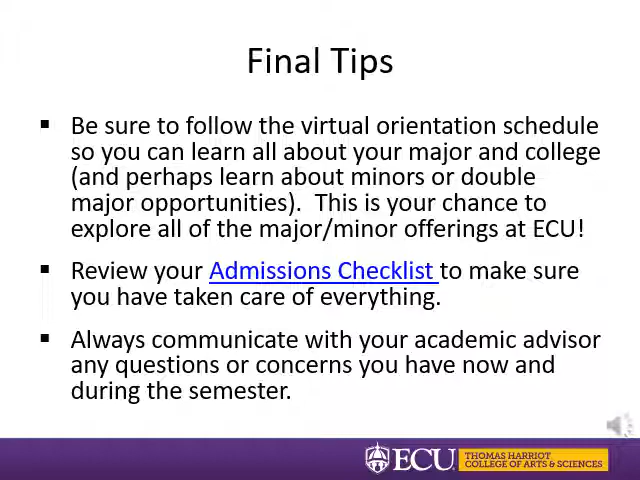 Final Tips
▪ Be sure to follow the virtual orientation schedule
so you can learn all about your major and college
(and perhaps learn about minors or double
major opportunities).  This is your chance to
explore all of the major/minor offerings at ECU!
▪ Review your Admissions Checklist to make sure
you have taken care of everything.
▪ Always communicate with your academic advisor
any questions or concerns you have now and
during the semester.
ECU THOMAS HARRIOT
COLLEGE OF ARTS & SCIENCES